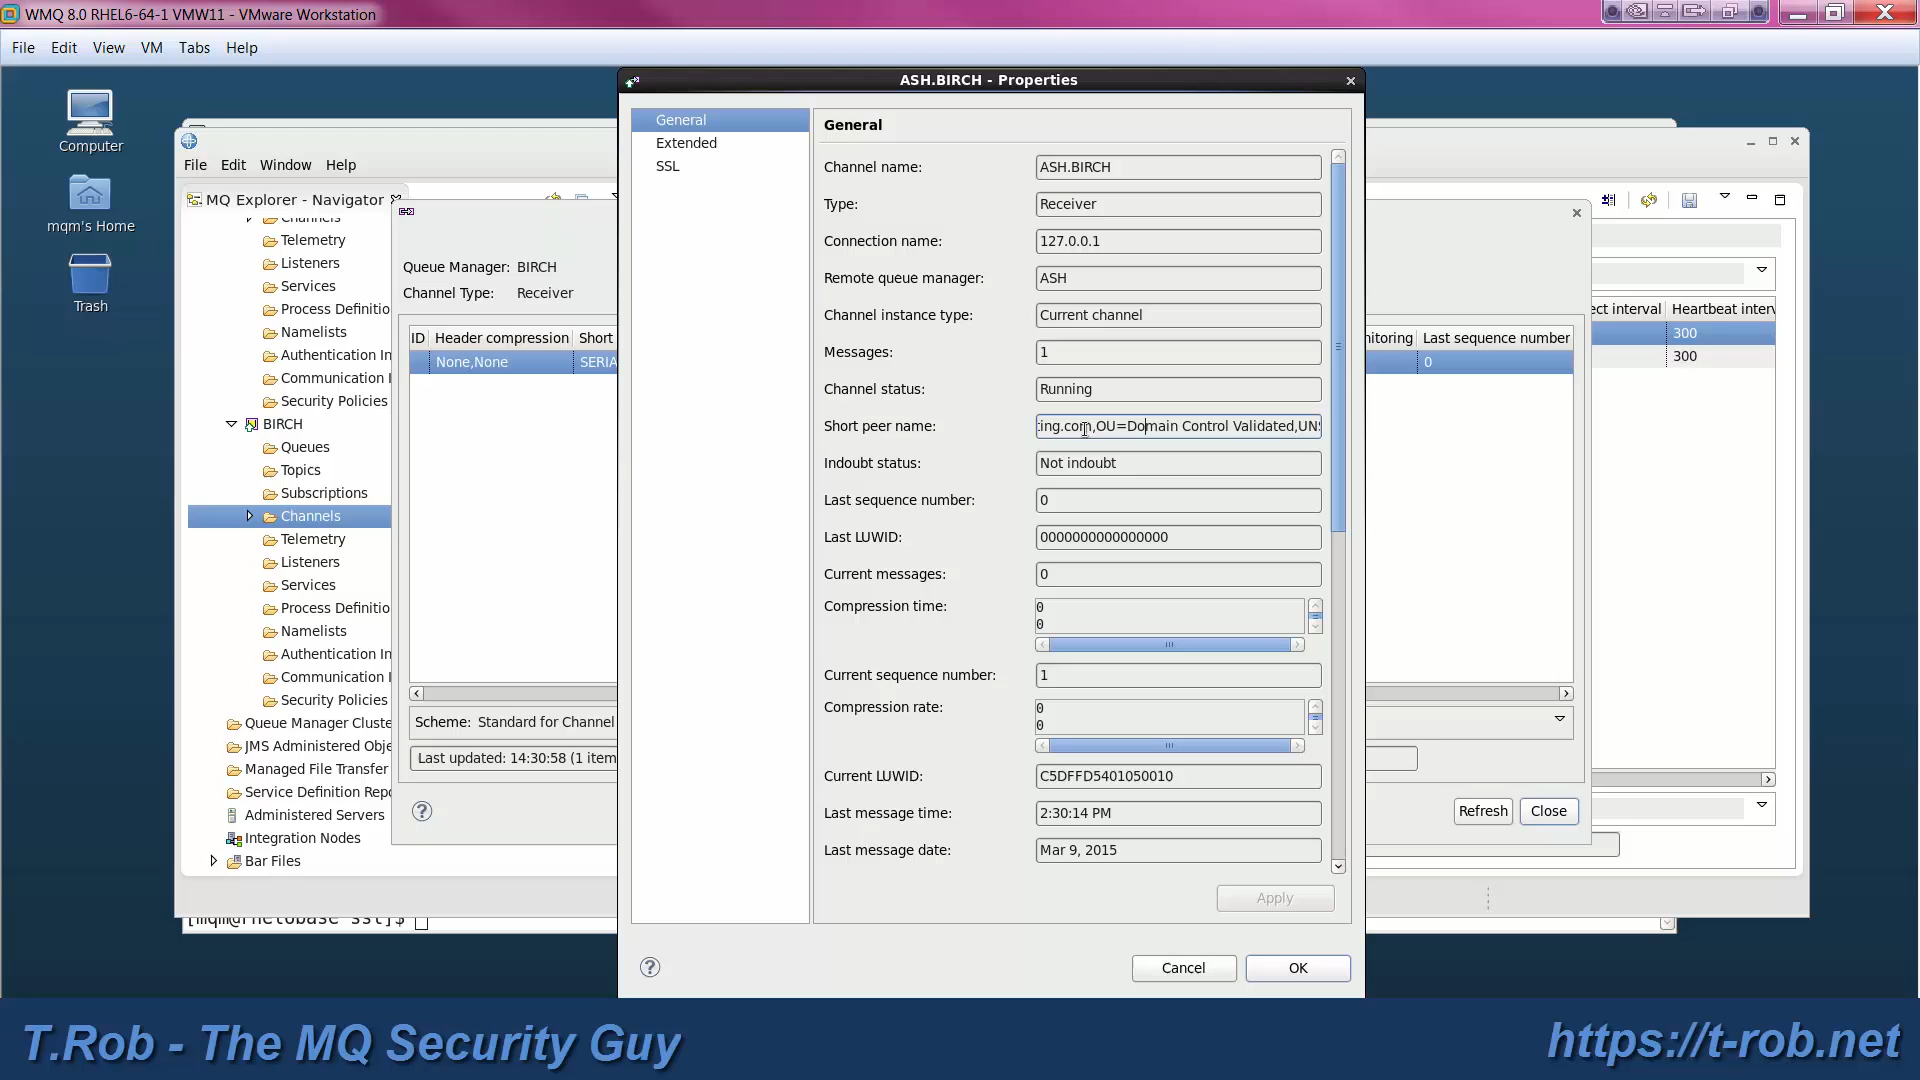 WMQ 8.0 RHEL6-64-1 VMW11 - VMware Workstation
File Edit View VM Tabs Help
Computer
mqm's Home
Trash
File Edit Window Help
MQ Explorer - Navigator
Channels
Telemetry
Listeners
Services
Process Definitio
Namelists
Authentication In
Communication I
Security Policies
BIRCH
Queues
Topics
Subscriptions
Channels
Telemetry
Listeners
Services
Process Definitio
Namelists
Authentication In
Communication I
Security Policies
Queue Manager Cluste
JMS Administered Obje
Managed File Transfer
Service Definition Repo
Administered Servers
Integration Nodes
Bar Files
Queue Manager: BIRCH
Channel Type: Receiver
ID Header compression Short
None,None SERIA
Scheme: Standard for Channel
Last updated: 14:30:58 (1 item
ASH.BIRCH - Properties
General
Extended
SSL
General
Channel name: ASH.BIRCH
Type: Receiver
Connection name: 127.0.0.1
Remote queue manager: ASH
Channel instance type: Current channel
Messages: 1
Channel status: Running
Short peer name: ting.com,OU=Domain Control Validated,UNS
Indoubt status: Not indoubt
Last sequence number: 0
Last LUWID: 0000000000000000
Current messages: 0
Compression time: 0
0
Current sequence number: 1
Compression rate: 0
0
Current LUWID: C5DFFD5401050010
Last message time: 2:30:14 PM
Last message date: Mar 9, 2015
Apply
Cancel OK
nitoring Last sequence number
0
ect interval Heartbeat interv
300
300
Refresh Close
T.Rob - The MQ Security Guy
https://t-rob.net